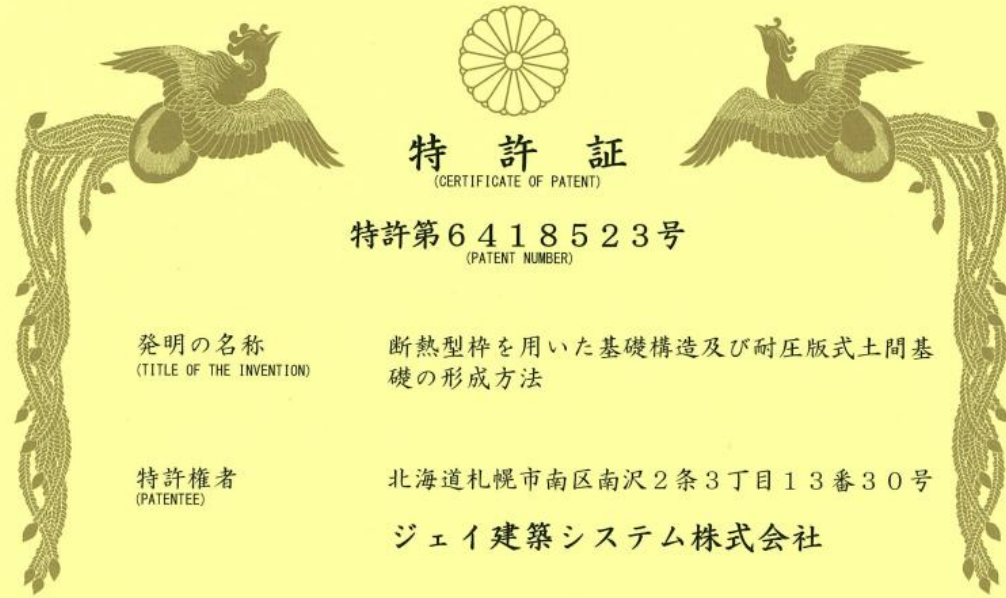 特許証
(CERTIFICATE OF PATENT)
特許第6418523号
(PATENT NUMBER)
発明の名称
(TITLE OF THE INVENTION)
断熱型枠を用いた基礎構造及び耐圧版式土間基
礎の形成方法
特許権者
(PATENTEE)
北海道札幌市南区南沢2条3丁目13番30号
ジェイ建築システム株式会社